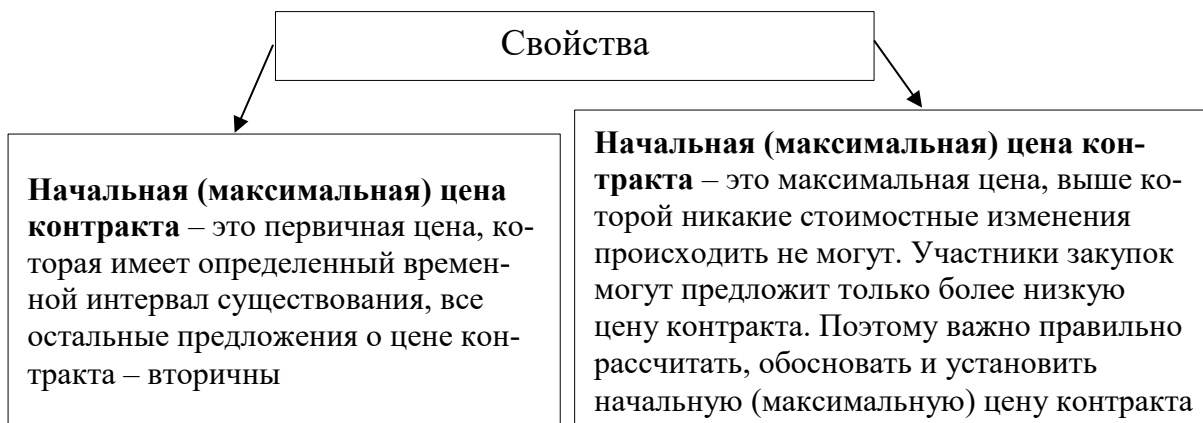 Свойства
Начальная (максимальная) цена
контракта – это первичная цена, ко-
торая имеет определенный времен-
ной интервал существования, все
остальные предложения о цене кон-
тракта – вторичны
Начальная (максимальная) цена кон-
тракта – это максимальная цена, выше ко-
торой никакие стоимостные изменения
происходить не могут. Участники закупок
могут предложит только более низкую
цену контракта. Поэтому важно правильно
рассчитать, обосновать и установить
начальную (максимальную) цену контракта